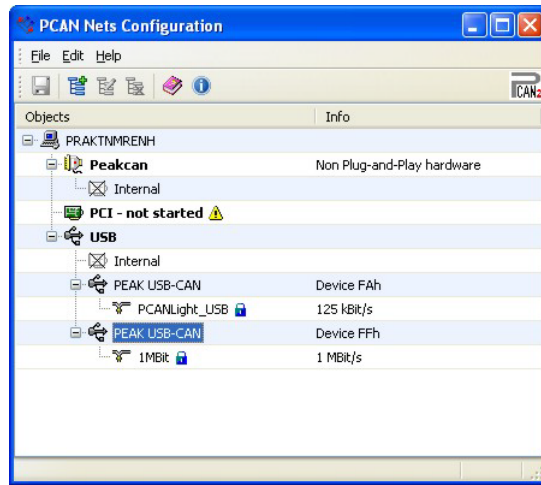 PCAN Nets Configuration
File Edit Help
PCAN2
Objects Info
PRAKTNMRENH
Peakcan Non Plug-and-Play hardware
Internal
PCI - not started
USB
Internal
PEAK USB-CAN Device FAh
PCANLight_USB 125 kBit/s
PEAK USB-CAN Device FFh
1MBit 1 MBit/s